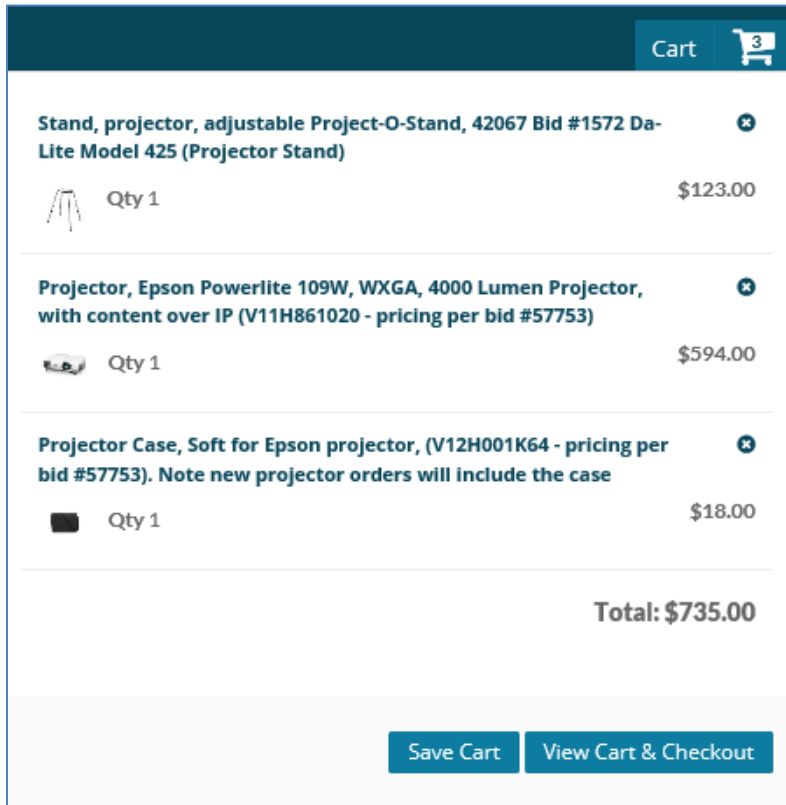 Cart
3
Stand, projector, adjustable Project-O-Stand, 42067 Bid #1572 Da-
Lite Model 425 (Projector Stand)
Qty 1
$123.00
Projector, Epson Powerlite 109W, WXGA, 4000 Lumen Projector,
with content over IP (V11H861020 - pricing per bid #57753)
Qty 1
$594.00
Projector Case, Soft for Epson projector, (V12H001K64 - pricing per
bid #57753). Note new projector orders will include the case
Qty 1
$18.00
Total: $735.00
Save Cart
View Cart & Checkout